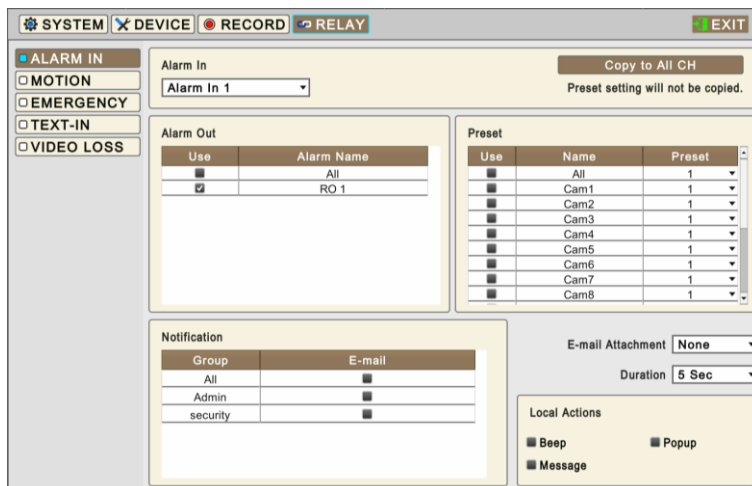 SYSTEM DEVICE RECORD RELAY EXIT
ALARM IN
MOTION
EMERGENCY
TEXT-IN
VIDEO LOSS
Alarm In
Alarm In 1
Copy to All CH
Preset setting will not be copied.
Alarm Out
Use Alarm Name
All
RO 1
Preset
Use Name Preset
All 1
Cam1 1
Cam2 1
Cam3 1
Cam4 1
Cam5 1
Cam6 1
Cam7 1
Cam8 1
Notification
Group E-mail
All
Admin
security
E-mail Attachment None
Duration 5 Sec
Local Actions
Beep Popup
Message